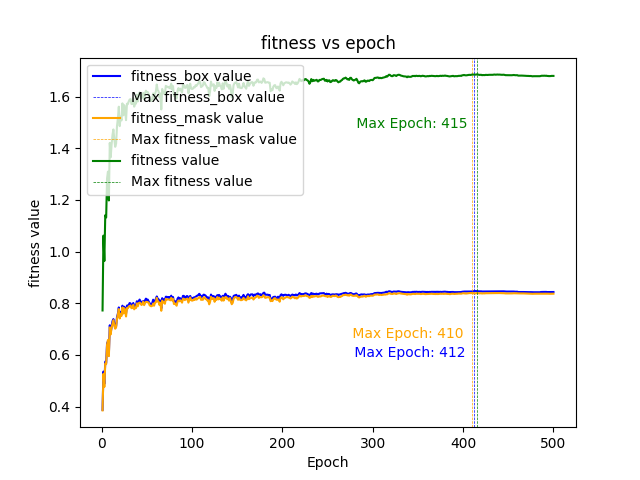 fitness vs epoch
fitness_box value
Max fitness_box value
fitness_mask value
Max fitness_mask value
fitness value
Max fitness value
Max Epoch: 415
Max Epoch: 410
Max Epoch: 412
fitness value
1.6
1.4
1.2
1.0
0.8
0.6
0.4
0
100
200
300
400
500
Epoch